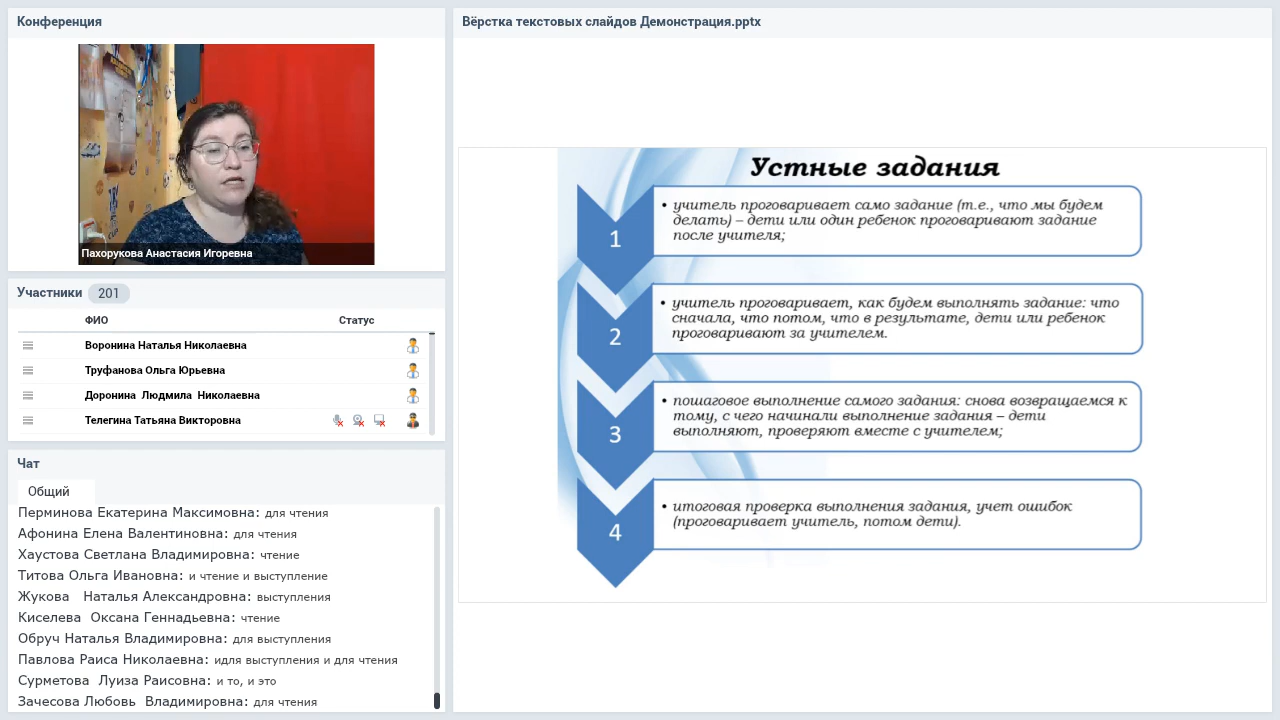 Конференция
Пахорукова Анастасия Игоревна
Участники 201
ФИО Статус
Воронина Наталья Николаевна
Труфанова Ольга Юрьевна
Доронина Людмила Николаевна
Телегина Татьяна Викторовна
Чат
Общий
Перминова Екатерина Максимовна: для чтения
Афонина Елена Валентиновна: для чтения
Хаустова Светлана Владимировна: чтение
Титова Ольга Ивановна: и чтение и выступление
Жукова Наталья Александровна: выступления
Киселева Оксана Геннадьевна: чтение
Обруч Наталья Владимировна: для выступления
Павлова Раиса Николаевна: идля выступления и для чтения
Сурметова Луиза Раисовна: и то, и это
Зачесова Любовь Владимировна: для чтения
Вёрстка текстовых слайдов Демонстрация.pptx
Устные задания
1
• учитель проговаривает само задание (т.е., что мы будем
делать) – дети или один ребенок проговаривают задание
после учителя;
2
• учитель проговаривает, как будем выполнять задание: что
сначала, что потом, что в результате, дети или ребенок
проговаривают за учителем.
3
• пошаговое выполнение самого задания: снова возвращаемся к
тому, с чего начинали выполнение задания – дети
выполняют, проверяют вместе с учителем;
4
• итоговая проверка выполнения задания, учет ошибок
(проговаривает учитель, потом дети).